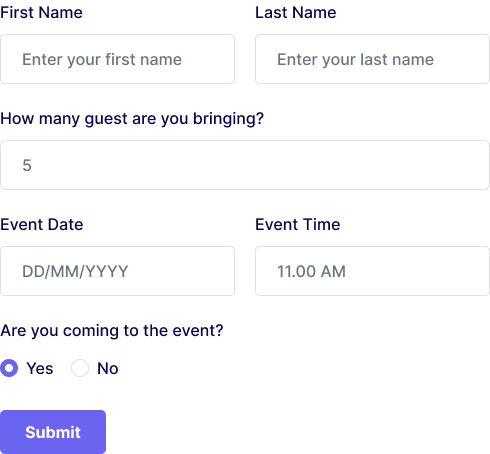 First Name Last Name
Enter your first name Enter your last name
How many guest are you bringing?
5
Event Date Event Time
DD/MM/YYYY 11.00 AM
Are you coming to the event?
Yes No
Submit